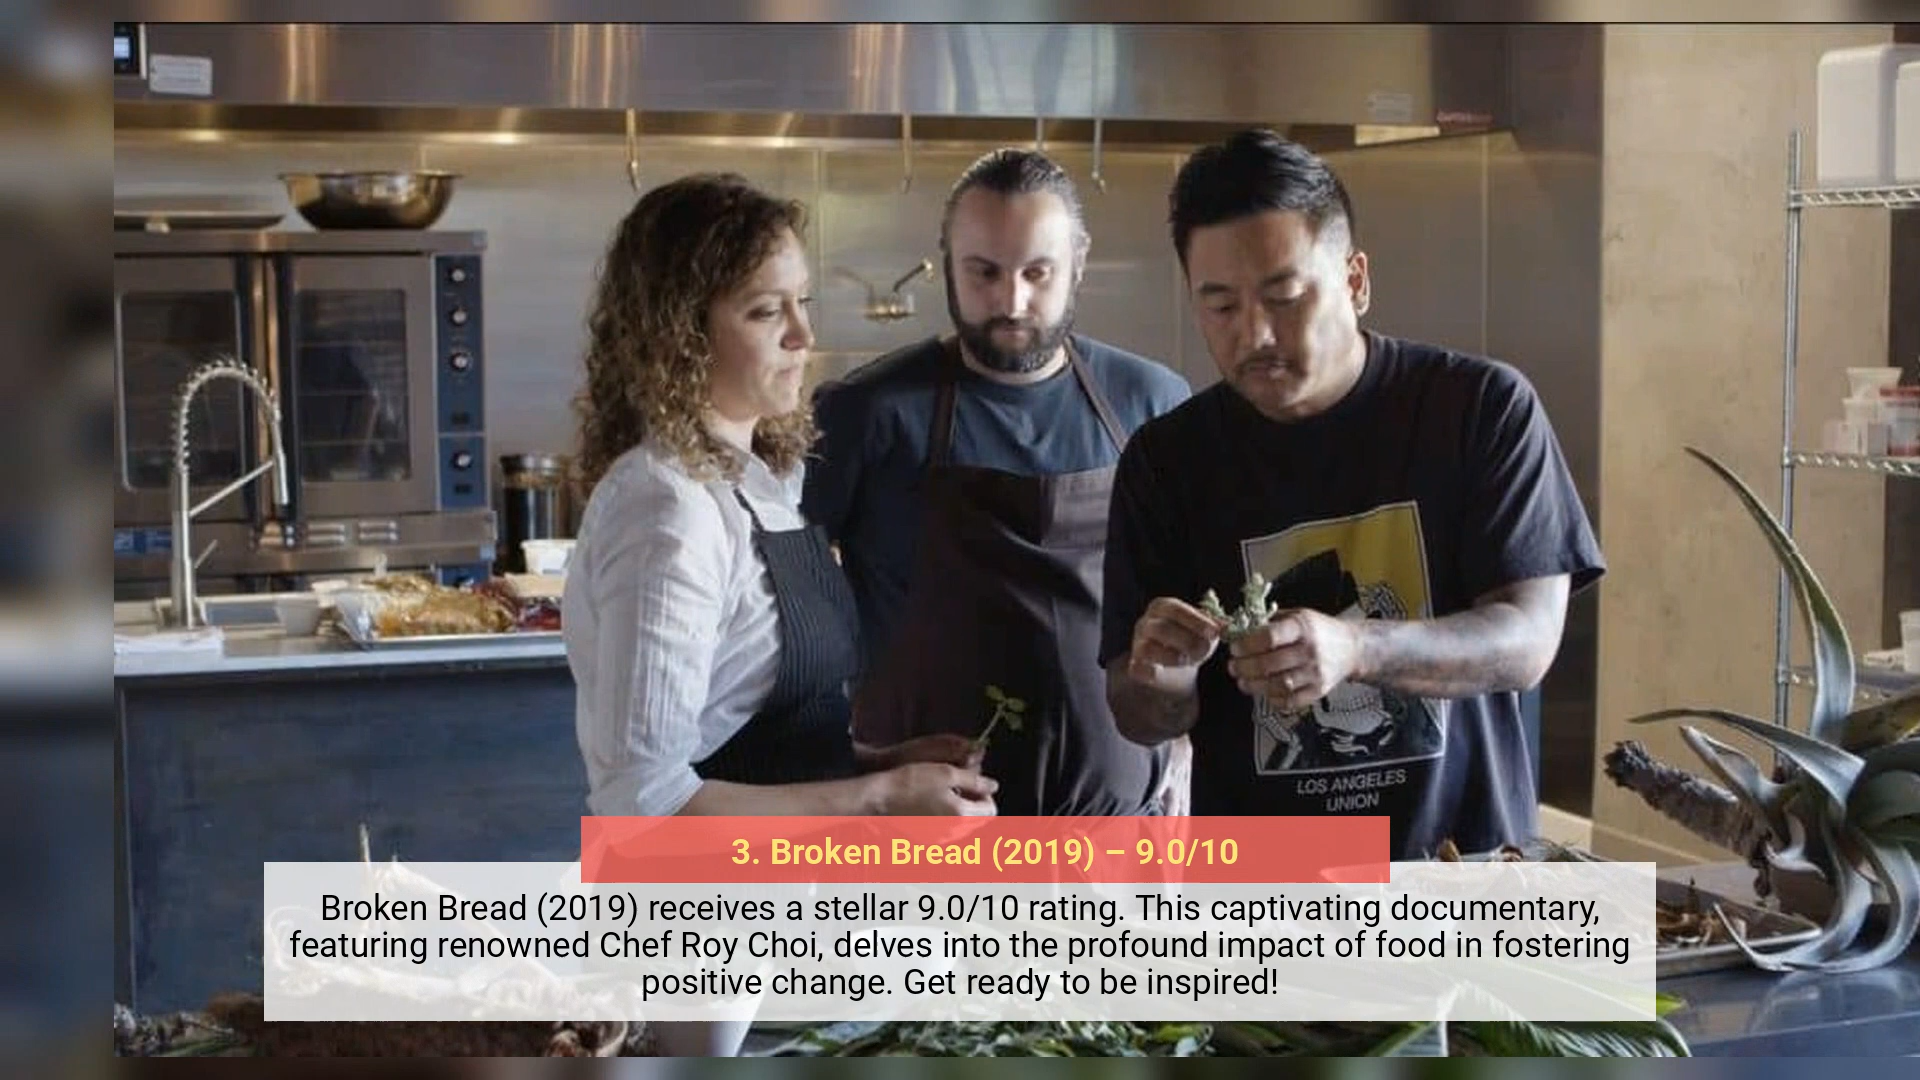 LOS ANGELES
UNION
3. Broken Bread (2019) – 9.0/10
Broken Bread (2019) receives a stellar 9.0/10 rating. This captivating documentary,
featuring renowned Chef Roy Choi, delves into the profound impact of food in fostering
positive change. Get ready to be inspired!